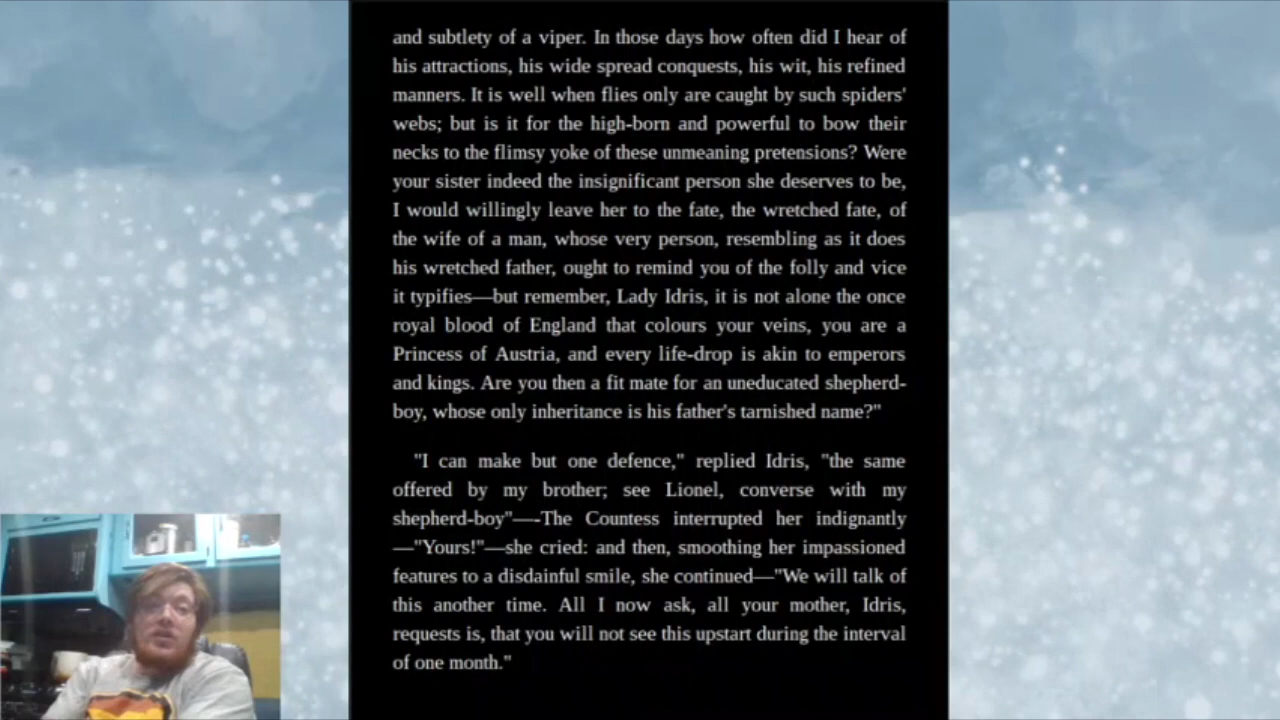 and subtlety of a viper. In those days how often did I hear of
his attractions, his wide spread conquests, his wit, his refined
manners. It is well when flies only are caught by such spiders'
webs; but is it for the high-born and powerful to bow their
necks to the flimsy yoke of these unmeaning pretensions? Were
your sister indeed the insignificant person she deserves to be,
I would willingly leave her to the fate, the wretched fate, of
the wife of a man, whose very person, resembling as it does
his wretched father, ought to remind you of the folly and vice
it typifies—but remember, Lady Idris, it is not alone the once
royal blood of England that colours your veins, you are a
Princess of Austria, and every life-drop is akin to emperors
and kings. Are you then a fit mate for an uneducated shepherd-
boy, whose only inheritance is his father's tarnished name?"
"I can make but one defence," replied Idris, "the same
offered by my brother; see Lionel, converse with my
shepherd-boy"—-The Countess interrupted her indignantly
—"Yours!"—she cried: and then, smoothing her impassioned
features to a disdainful smile, she continued—"We will talk of
this another time. All I now ask, all your mother, Idris,
requests is, that you will not see this upstart during the interval
of one month."